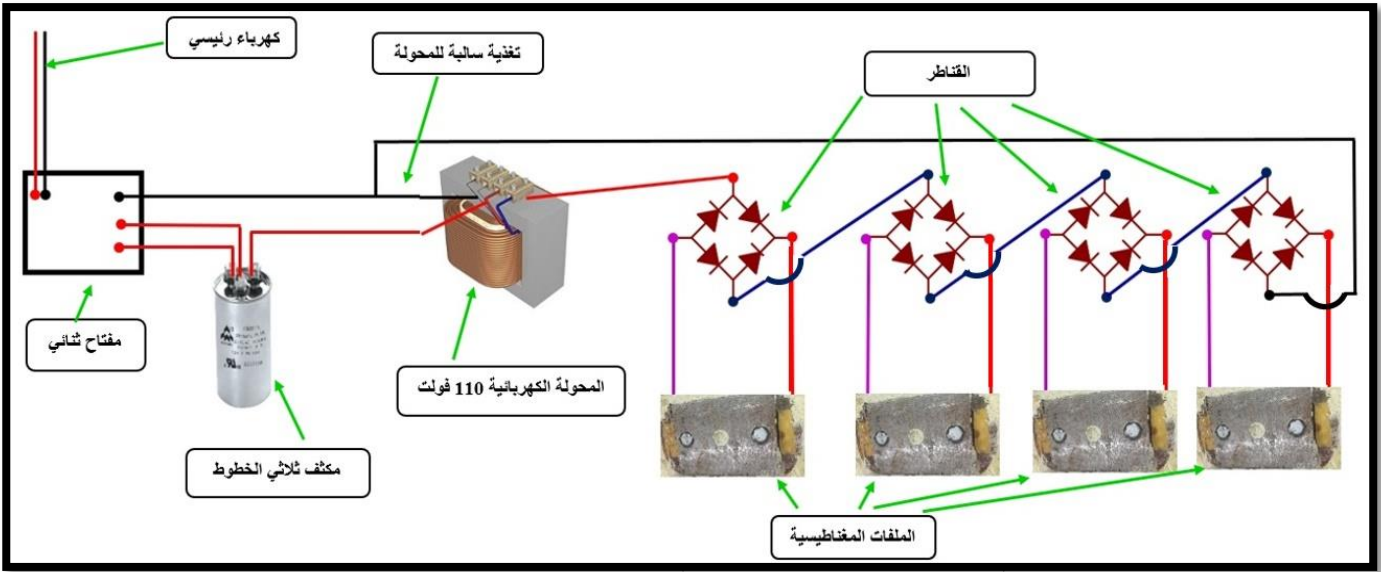 كهرباء رئيسي
تغذية سالبة للمحولة
القناطر
مفتاح ثنائي
المحولة الكهربائية 110 فولت
مكثف ثلاثي الخطوط
الملفات المغناطيسية